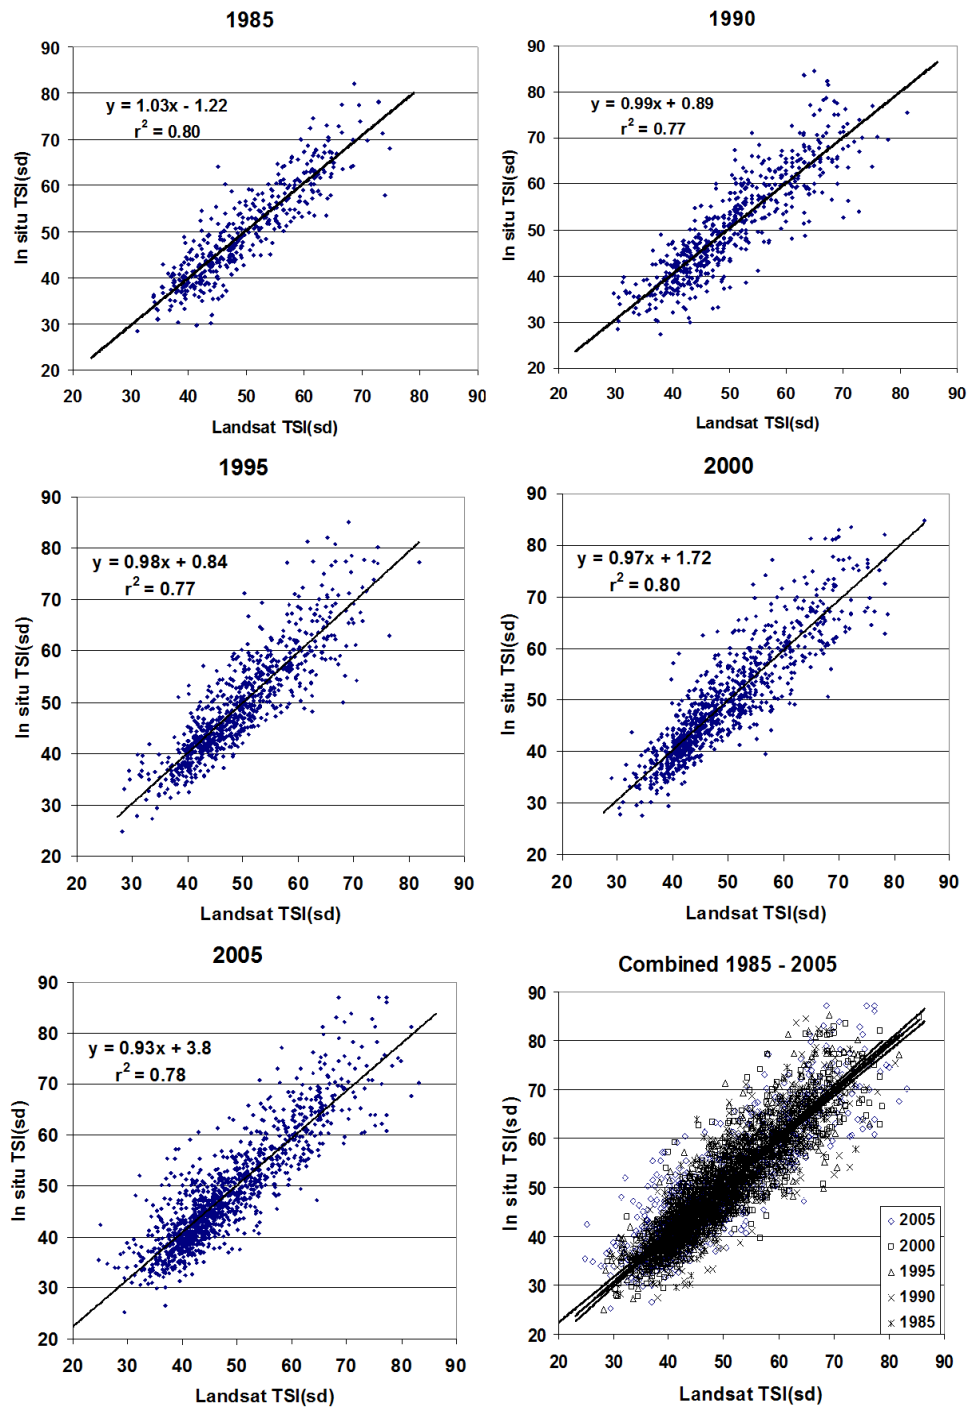 1985
90
80
70
60
50
40
30
20
In situ TSI(sd)
y = 1.03x - 1.22
r² = 0.80
20 30 40 50 60 70 80 90
Landsat TSI(sd)
1990
90
80
70
60
50
40
30
20
In situ TSI(sd)
y = 0.99x + 0.89
r² = 0.77
20 30 40 50 60 70 80 90
Landsat TSI(sd)
1995
90
80
70
60
50
40
30
20
In situ TSI(sd)
y = 0.98x + 0.84
r² = 0.77
20 30 40 50 60 70 80 90
Landsat TSI(sd)
2000
90
80
70
60
50
40
30
20
In situ TSI(sd)
y = 0.97x + 1.72
r² = 0.80
20 30 40 50 60 70 80 90
Landsat TSI(sd)
2005
90
80
70
60
50
40
30
20
In situ TSI(sd)
y = 0.93x + 3.8
r² = 0.78
20 30 40 50 60 70 80 90
Landsat TSI(sd)
Combined 1985 - 2005
90
80
70
60
50
40
30
20
In situ TSI(sd)
2005
2000
1995
1990
1985
20 30 40 50 60 70 80 90
Landsat TSI(sd)